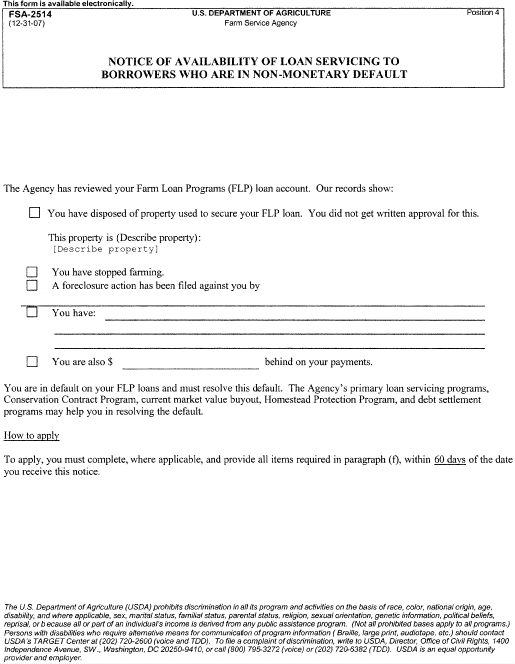 This form is available electronically.
FSA-2514
(12-31-07)
U.S. DEPARTMENT OF AGRICULTURE
Farm Service Agency
Position 4
NOTICE OF AVAILABILITY OF LOAN SERVICING TO
BORROWERS WHO ARE IN NON-MONETARY DEFAULT
The Agency has reviewed your Farm Loan Programs (FLP) loan account. Our records show:
You have disposed of property used to secure your FLP loan. You did not get written approval for this.
This property is (Describe property):
[Describe property]
You have stopped farming.
A foreclosure action has been filed against you by
You have:
You are also $ behind on your payments.
You are in default on your FLP loans and must resolve this default. The Agency's primary loan servicing programs,
Conservation Contract Program, current market value buyout, Homestead Protection Program, and debt settlement
programs may help you in resolving the default.
How to apply
To apply, you must complete, where applicable, and provide all items required in paragraph (f), within 60 days of the date
you receive this notice.
The U.S. Department of Agriculture (USDA) prohibits discrimination in all its program and activities on the basis of race, color, national origin, age,
disability, and where applicable, sex, marital status, familial status, parental status, religion, sexual orientation, genetic information, political beliefs,
reprisal, or because all or part of an individual's income is derived from any public assistance program. (Not all prohibited bases apply to all programs.)
Persons with disabilities who require alternative means for communication of program information ( Braille, large print, audiotape, etc.) should contact
USDA's TARGET Center at (202) 720-2600 (voice and TDD). To file a complaint of discrimination, write to USDA, Director, Office of Civil Rights, 1400
Independence Avenue, SW., Washington, DC 20250-9410, or call (800) 795-3272 (voice) or (202) 720-6382 (TDD). USDA is an equal opportunity
provider and employer.